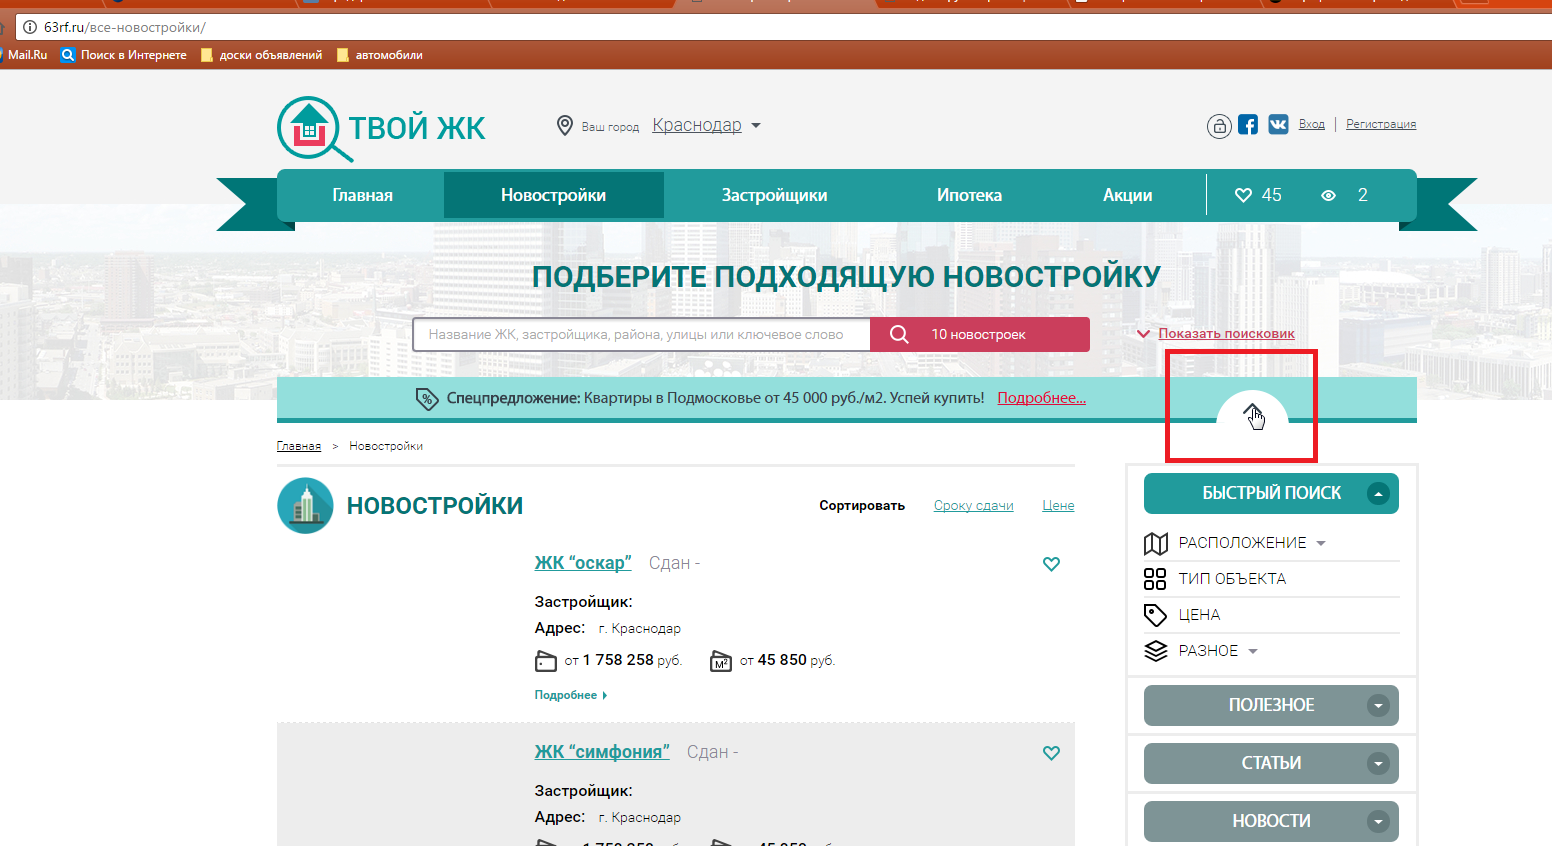 63rf.ru/все-новостройки/
Mail.Ru Поиск в Интернете доски объявлений автомобили
ТВОЙ ЖК
Ваш город Краснодар
Вход Регистрация
Главная Новостройки Застройщики Ипотека Акции 45 2
ПОДБЕРИТЕ ПОДХОДЯЩУЮ НОВОСТРОЙКУ
Название ЖК, застройщика, района, улицы или ключевое слово 10 новостроек Показать поисковик
% Спецпредложение: Квартиры в Подмосковье от 45 000 руб./м2. Успей купить! Подробнее...
Главная > Новостройки
НОВОСТРОЙКИ
Сортировать Сроку сдачи Цене
ЖК “оскар” Сдан -
Застройщик:
Адрес: г. Краснодар
от 1 758 258 руб. М² от 45 850 руб.
Подробнее
ЖК “симфония” Сдан -
Застройщик:
Адрес: г. Краснодар
БЫСТРЫЙ ПОИСК
РАСПОЛОЖЕНИЕ
ТИП ОБЪЕКТА
ЦЕНА
РАЗНОЕ
ПОЛЕЗНОЕ
СТАТЬИ
НОВОСТИ